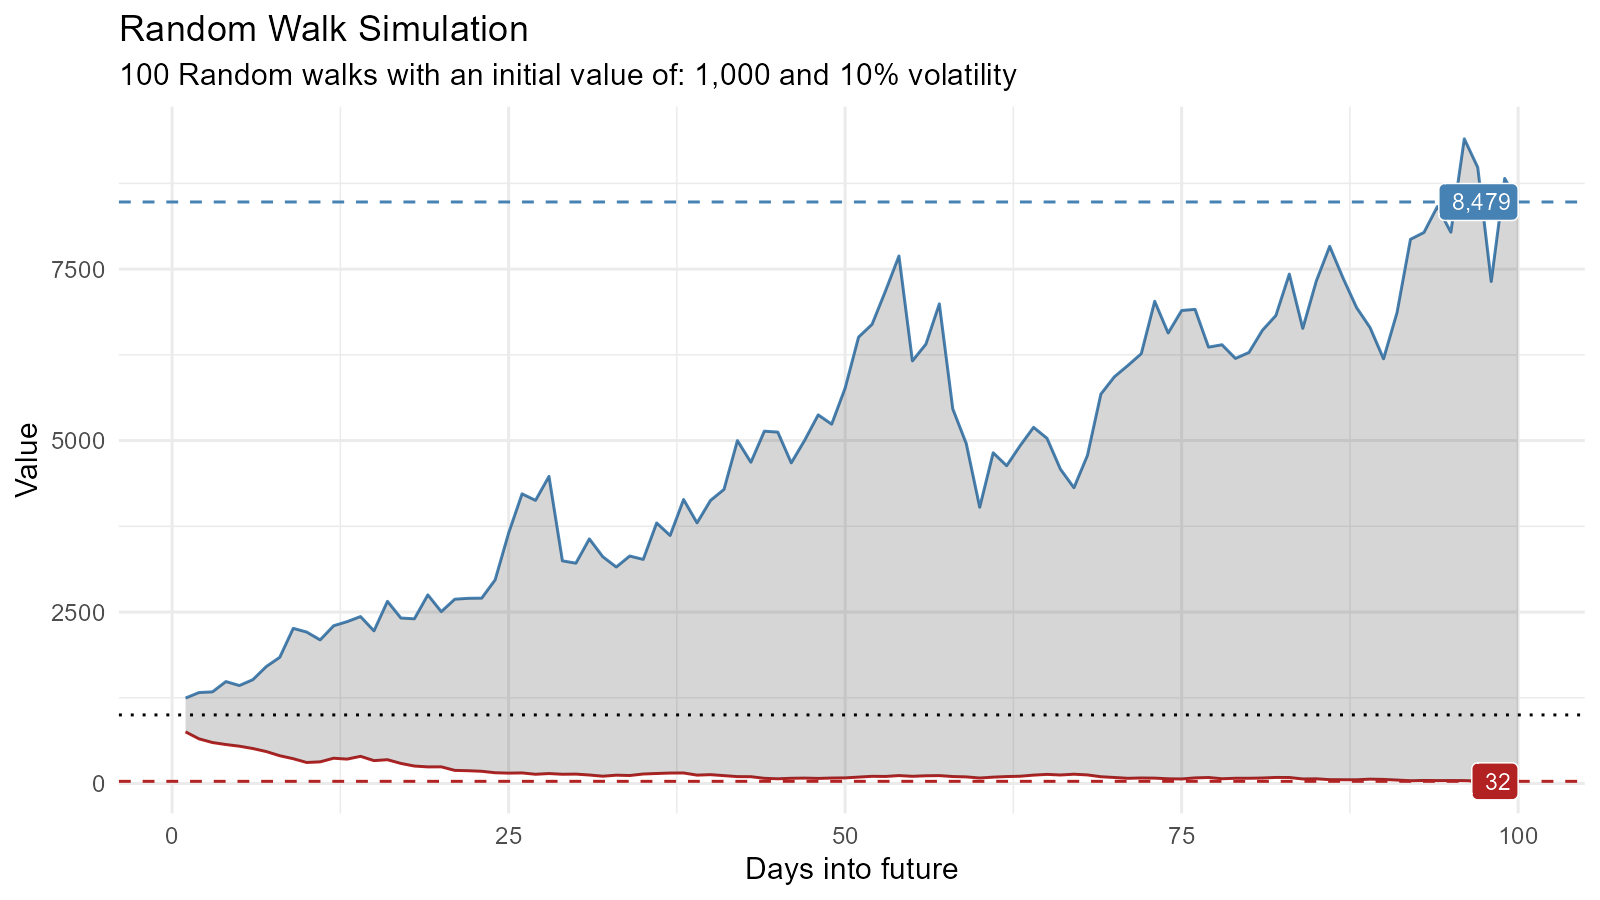 Random Walk Simulation
100 Random walks with an initial value of: 1,000 and 10% volatility
Value
7500
5000
2500
0
8,479
32
0 25 50 75 100
Days into future